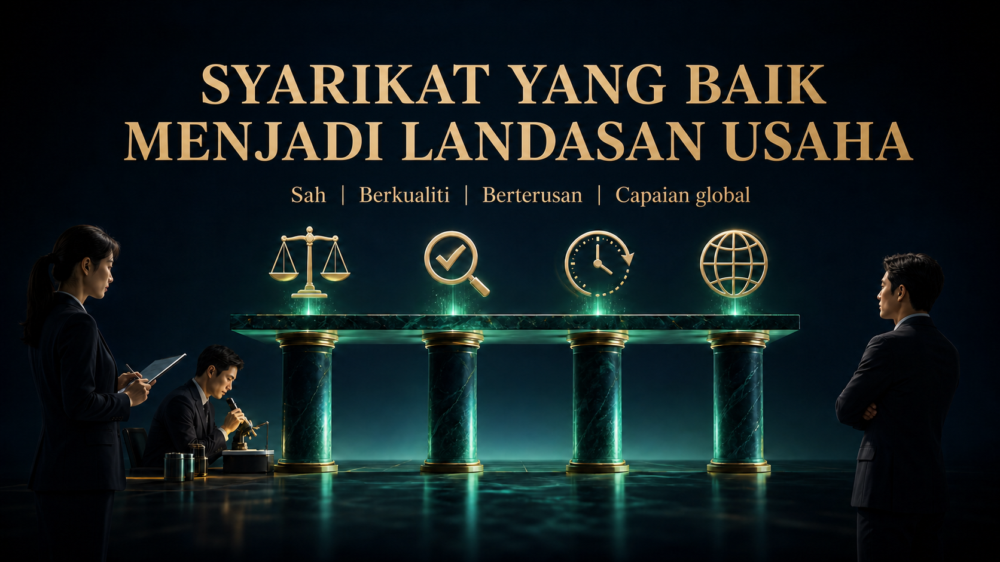 SYARIKAT YANG BAIK
MENJADI LANDASAN USAHA
Sah | Berkualiti | Berterusan | Capaian global